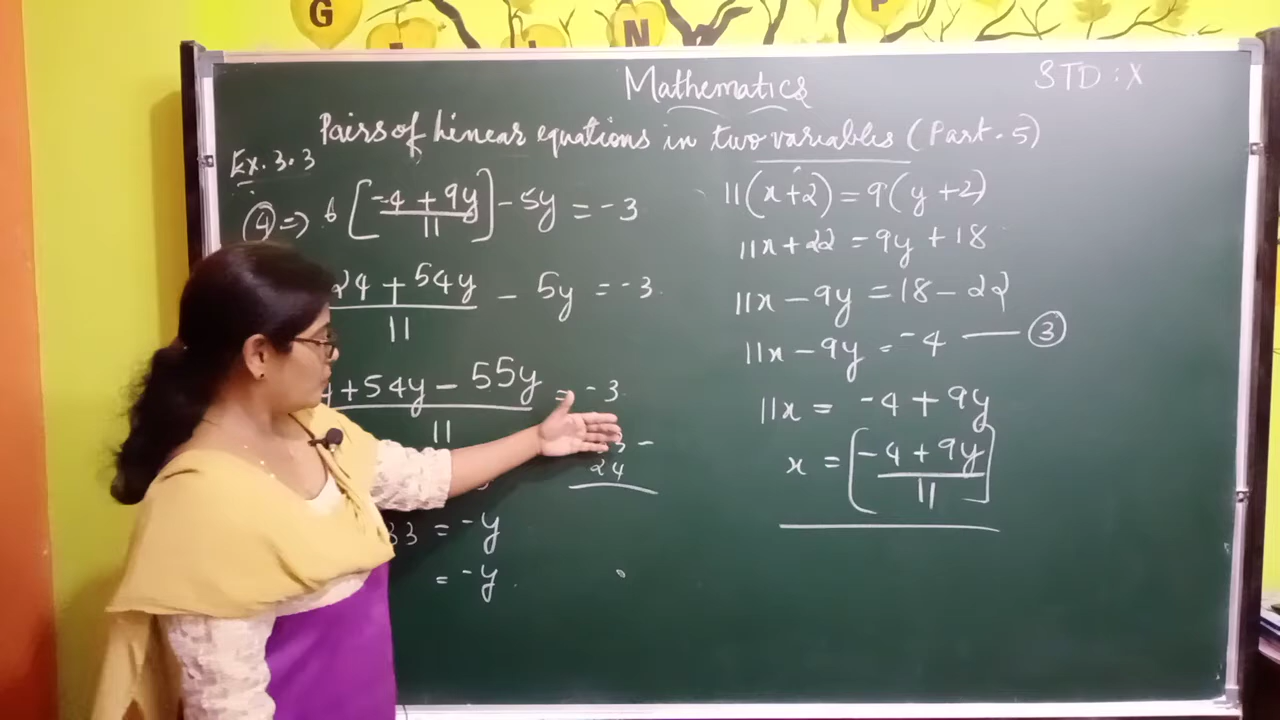 G I N P
Mathematics
STD : X
Pairs of Linear equations in two variables (Part. 5)
Ex. 3.3
④ => 6 [-4 + 9y / 11] - 5y = -3
24 + 54y / 11 - 5y = -3
4 + 54y - 55y / 11 = -3
24
33 = -y
= -y
11(x+2) = 9(y+2)
11x + 22 = 9y + 18
11x - 9y = 18 - 22
11x - 9y = -4 — ③
11x = -4 + 9y
x = [-4 + 9y / 11]